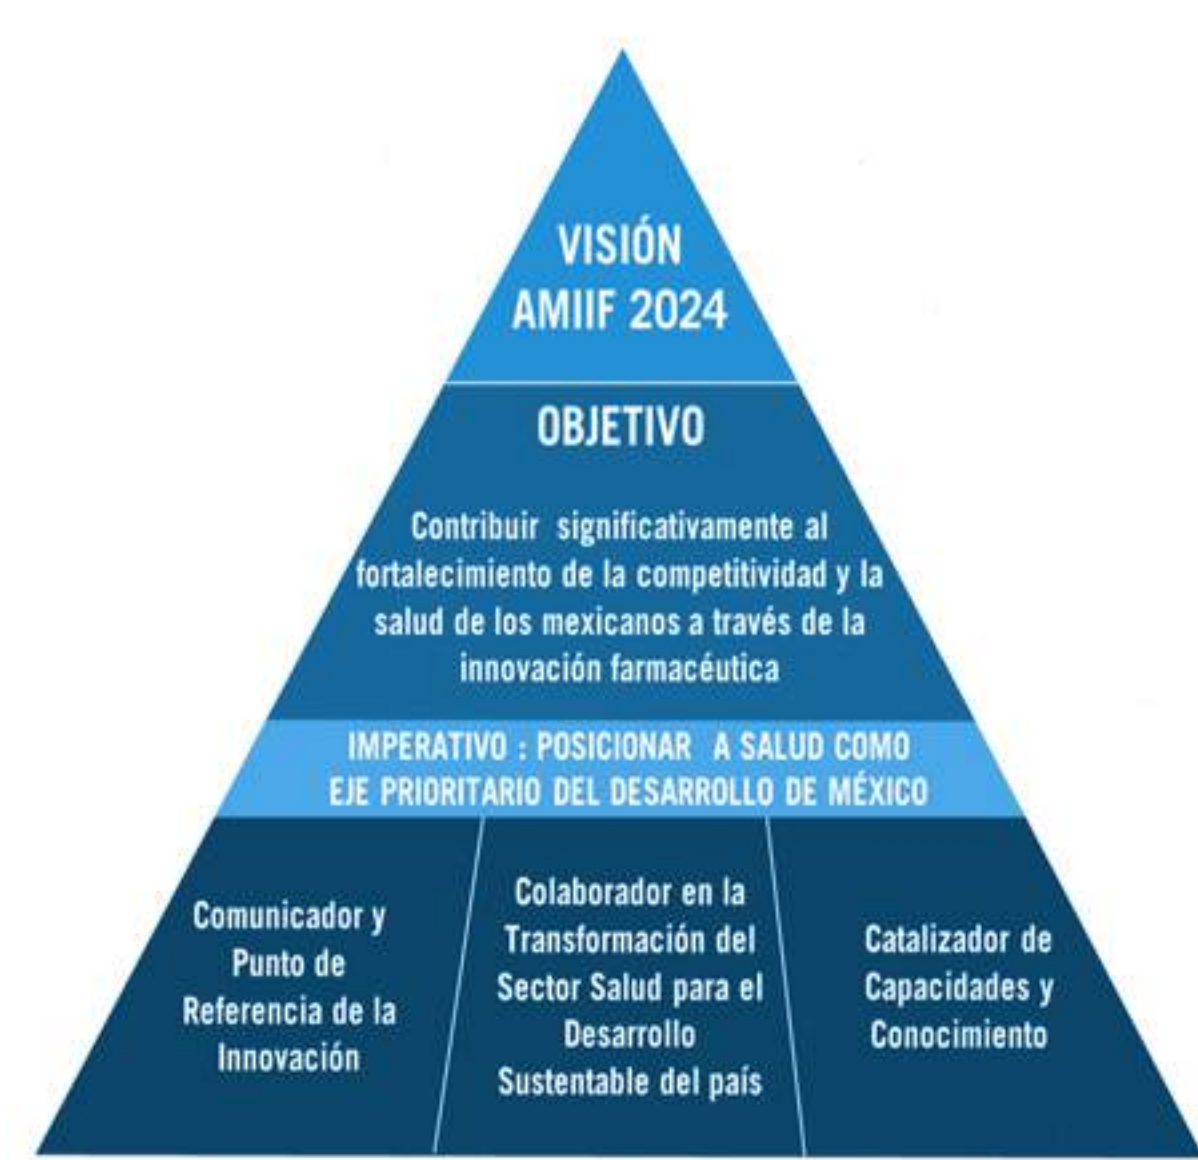 VISIÓN
AMIIF 2024
OBJETIVO
Contribuir significativamente al
fortalecimiento de la competitividad y la
salud de los mexicanos a través de la
innovación farmacéutica
IMPERATIVO : POSICIONAR A SALUD COMO
EJE PRIORITARIO DEL DESARROLLO DE MÉXICO
Comunicador y
Punto de
Referencia de la
Innovación
Colaborador en la
Transformación del
Sector Salud para el
Desarrollo
Sustentable del país
Catalizador de
Capacidades y
Conocimiento